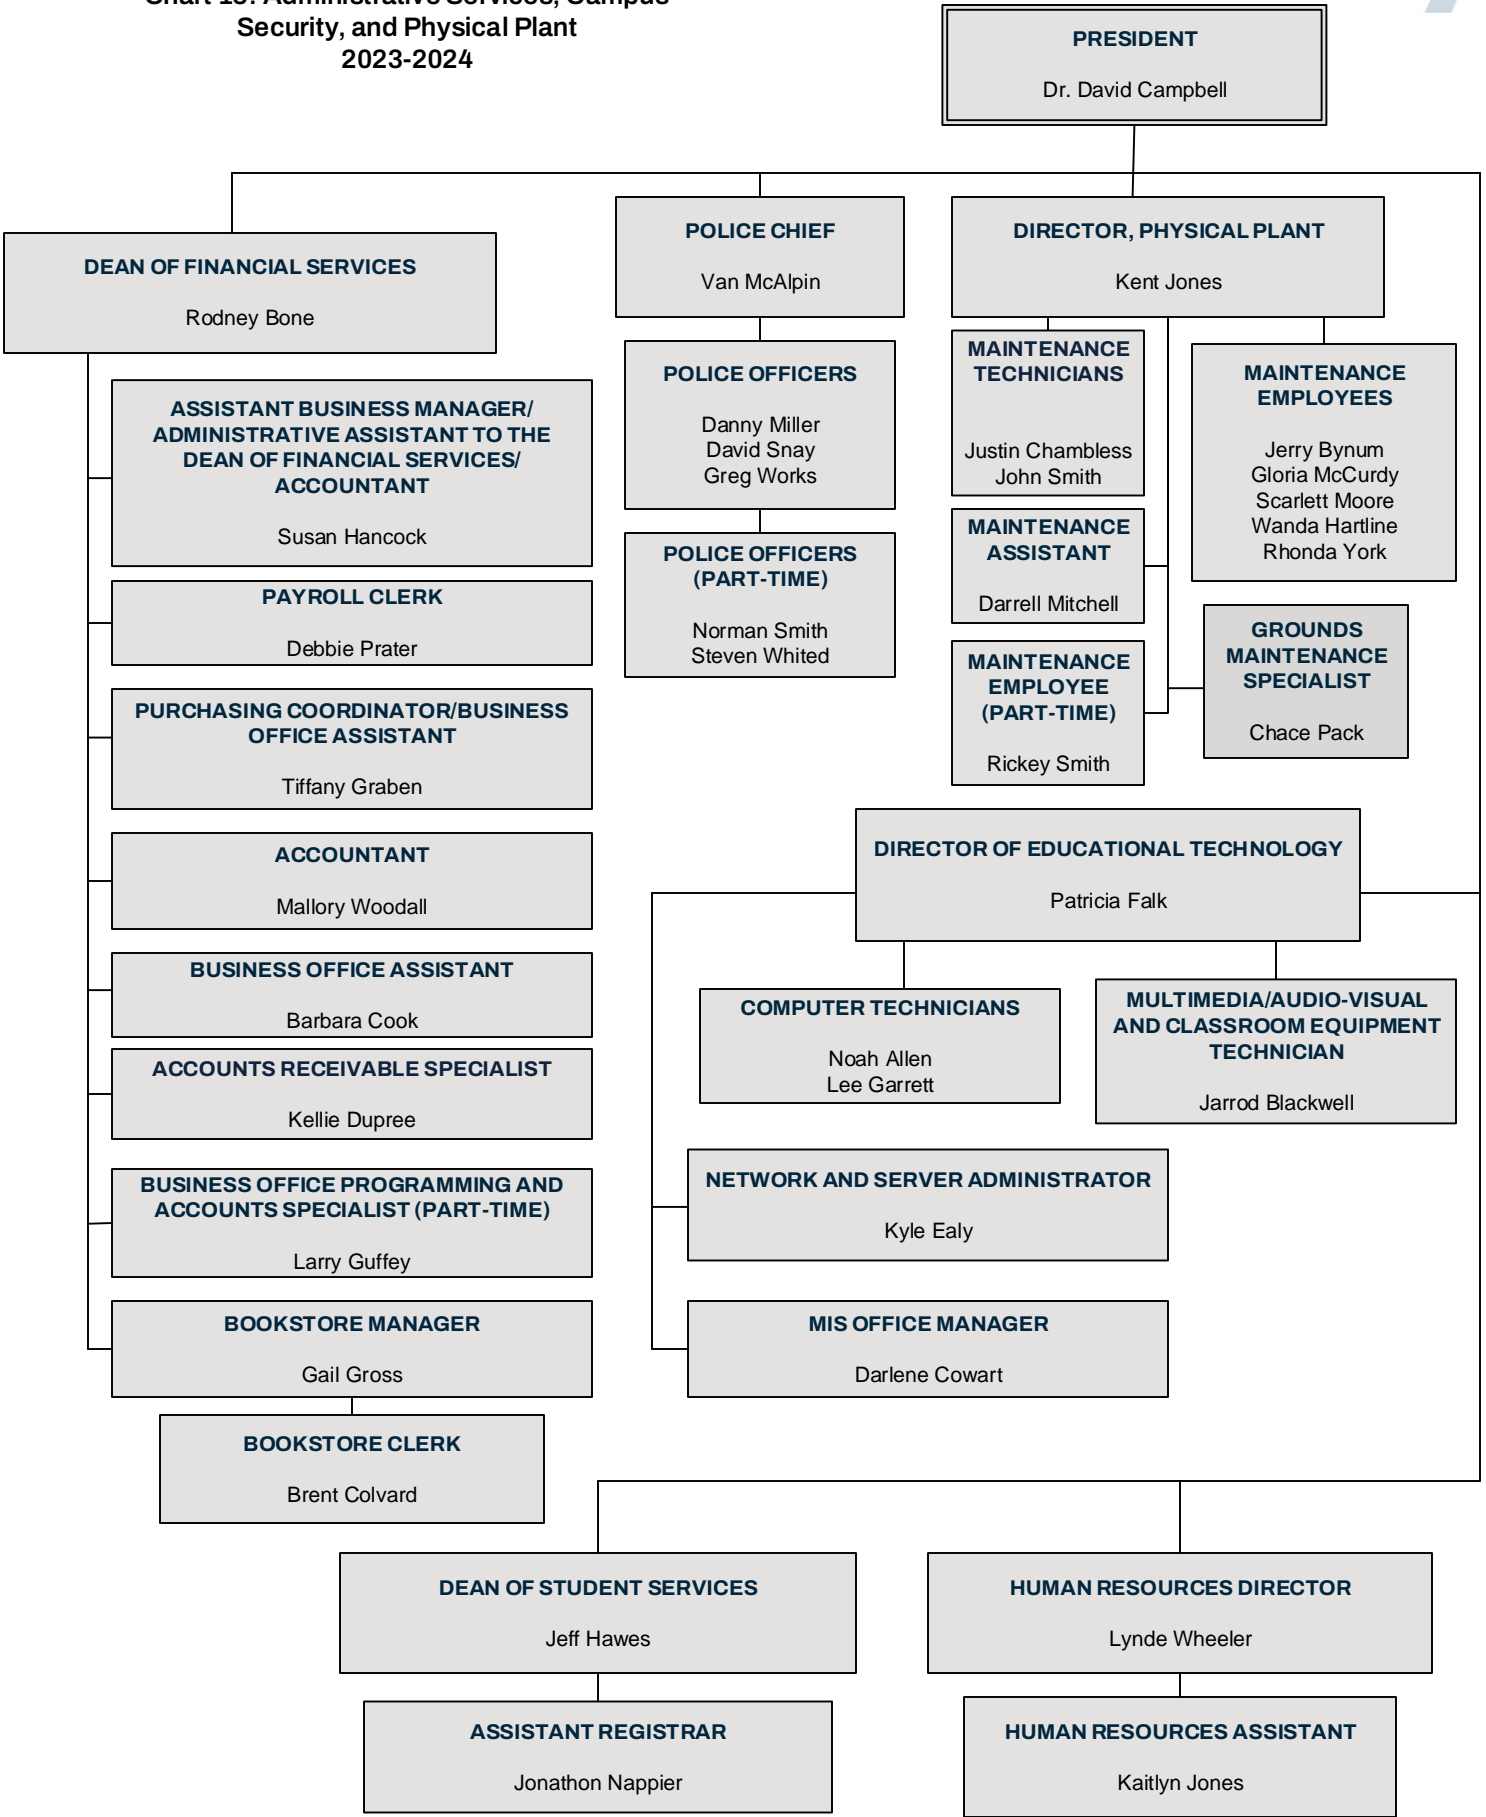 Security, and Physical Plant
2023-2024
PRESIDENT
Dr. David Campbell
DEAN OF FINANCIAL SERVICES
Rodney Bone
POLICE CHIEF
Van McAlpin
DIRECTOR, PHYSICAL PLANT
Kent Jones
ASSISTANT BUSINESS MANAGER/
ADMINISTRATIVE ASSISTANT TO THE
DEAN OF FINANCIAL SERVICES/
ACCOUNTANT
Susan Hancock
PAYROLL CLERK
Debbie Prater
PURCHASING COORDINATOR/BUSINESS
OFFICE ASSISTANT
Tiffany Graben
ACCOUNTANT
Mallory Woodall
BUSINESS OFFICE ASSISTANT
Barbara Cook
ACCOUNTS RECEIVABLE SPECIALIST
Kellie Dupree
BUSINESS OFFICE PROGRAMMING AND
ACCOUNTS SPECIALIST (PART-TIME)
Larry Guffey
BOOKSTORE MANAGER
Gail Gross
BOOKSTORE CLERK
Brent Colvard
POLICE OFFICERS
Danny Miller
David Snay
Greg Works
POLICE OFFICERS
(PART-TIME)
Norman Smith
Steven Whited
MAINTENANCE
TECHNICIANS
Justin Chambless
John Smith
MAINTENANCE
ASSISTANT
Darrell Mitchell
MAINTENANCE
EMPLOYEE
(PART-TIME)
Rickey Smith
MAINTENANCE
EMPLOYEES
Jerry Bynum
Gloria McCurdy
Scarlett Moore
Wanda Hartline
Rhonda York
GROUNDS
MAINTENANCE
SPECIALIST
Chace Pack
DIRECTOR OF EDUCATIONAL TECHNOLOGY
Patricia Falk
COMPUTER TECHNICIANS
Noah Allen
Lee Garrett
MULTIMEDIA/AUDIO-VISUAL
AND CLASSROOM EQUIPMENT
TECHNICIAN
Jarrod Blackwell
NETWORK AND SERVER ADMINISTRATOR
Kyle Ealy
MIS OFFICE MANAGER
Darlene Cowart
DEAN OF STUDENT SERVICES
Jeff Hawes
ASSISTANT REGISTRAR
Jonathon Nappier
HUMAN RESOURCES DIRECTOR
Lynde Wheeler
HUMAN RESOURCES ASSISTANT
Kaitlyn Jones